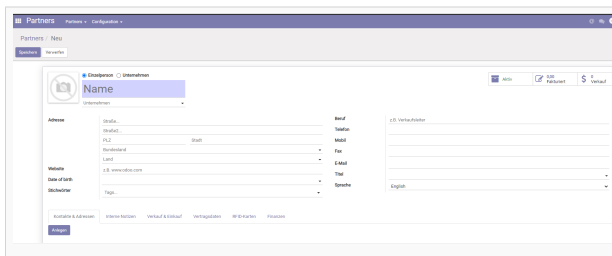 Partners Partners Configuration
Partners / Neu
Speichern Verwerfen
Einzelperson Unternehmen
Name
Unternehmen
Aktiv
0,00 Fakturiert
$ 0 Verkauf
Adresse
Straße...
Straße2...
PLZ Stadt
Bundesland
Land
Website z.B. www.odoo.com
Date of birth
Stichwörter Tags...
Beruf z.B. Verkaufsleiter
Telefon
Mobil
Fax
E-Mail
Titel
Sprache English
Kontakte & Adressen Interne Notizen Verkauf & Einkauf Vertragsdaten RFID-Karten Finanzen
Anlegen